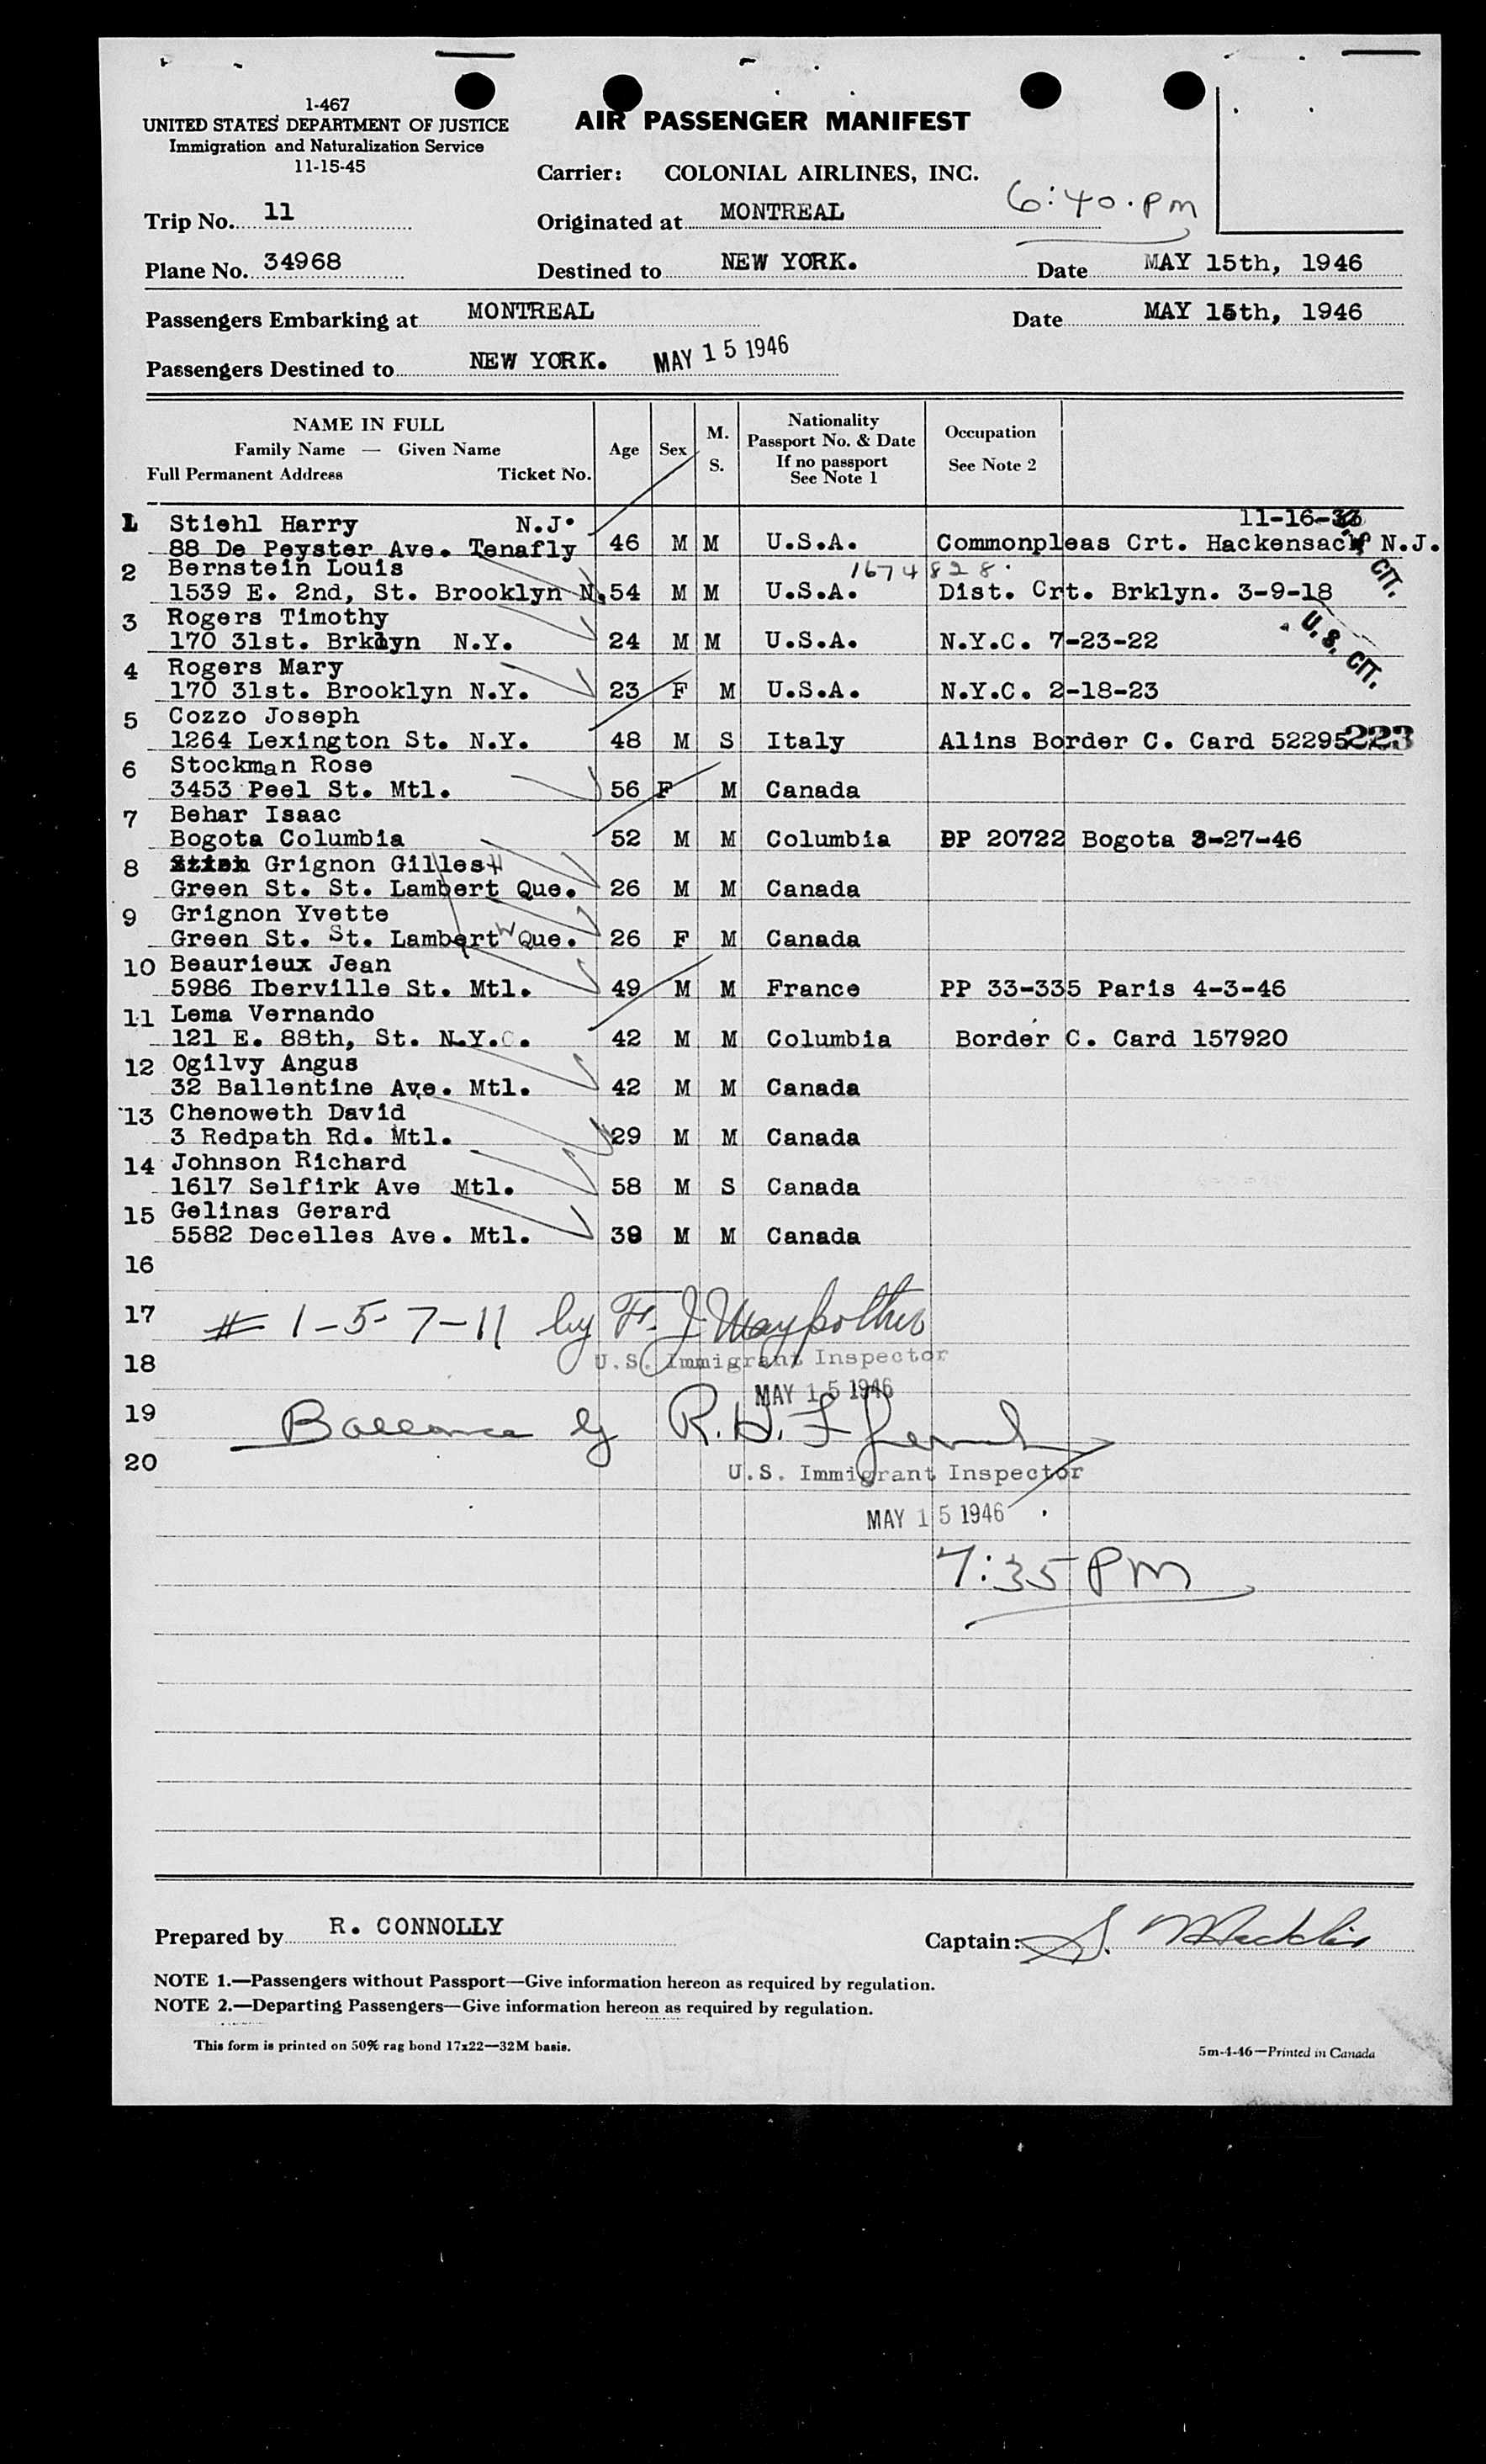 1-467
UNITED STATES DEPARTMENT OF JUSTICE
Immigration and Naturalization Service
11-15-45
AIR PASSENGER MANIFEST
Carrier: COLONIAL AIRLINES, INC.
6:40.pm
Trip No. 11 Originated at MONTREAL
Plane No. 34968 Destined to NEW YORK. Date MAY 15th, 1946
Passengers Embarking at MONTREAL Date MAY 15th, 1946
Passengers Destined to NEW YORK. MAY 15 1946
NAME IN FULL
Family Name — Given Name
Full Permanent Address Ticket No.
Age
Sex
M.
S.
Nationality
Passport No. & Date
If no passport
See Note 1
Occupation
See Note 2
1 Stiehl Harry N.J. 11-16-
88 De Peyster Ave. Tenafly 46 M M U.S.A. Commonpleas Crt. Hackensack N.J.
CIT.
2 Bernstein Louis 1674828.
1539 E. 2nd, St. Brooklyn N. 54 M M U.S.A. Dist. Crt. Brklyn. 3-9-18
3 Rogers Timothy
170 31st. Brklyn N.Y. 24 M M U.S.A. N.Y.C. 7-23-22
U.S. CIT.
4 Rogers Mary
170 31st. Brooklyn N.Y. 23 F M U.S.A. N.Y.C. 2-18-23
5 Cozzo Joseph
1264 Lexington St. N.Y. 48 M S Italy Alins Border C. Card 52295 223
6 Stockman Rose
3453 Peel St. Mtl. 56 F M Canada
7 Behar Isaac
Bogota Columbia 52 M M Columbia PP 20722 Bogota 3-27-46
8 Grignon Gilles H
Green St. St. Lambert Que. 26 M M Canada
9 Grignon Yvette
Green St. St. Lambert W Que. 26 F M Canada
10 Beaurieux Jean
5986 Iberville St. Mtl. 49 M M France PP 33-335 Paris 4-3-46
11 Lema Vernando
121 E. 88th, St. N.Y.C. 42 M M Columbia Border C. Card 157920
12 Ogilvy Angus
32 Ballentine Ave. Mtl. 42 M M Canada
13 Chenoweth David
3 Redpath Rd. Mtl. 29 M M Canada
14 Johnson Richard
1617 Selfirk Ave Mtl. 58 M S Canada
15 Gelinas Gerard
5582 Decelles Ave. Mtl. 38 M M Canada
16
17 # 1-5-7-11 by F. J.
18 U.S. Immigrant Inspector
MAY 15 1946
19 by R.H.
20 U.S. Immigrant Inspector
MAY 15 1946
7:35 PM
Prepared by R. CONNOLLY Captain: S.
NOTE 1.—Passengers without Passport—Give information hereon as required by regulation.
NOTE 2.—Departing Passengers—Give information hereon as required by regulation.
This form is printed on 50% rag bond 17x22—32M basis.
5m-4-46—Printed in Canada